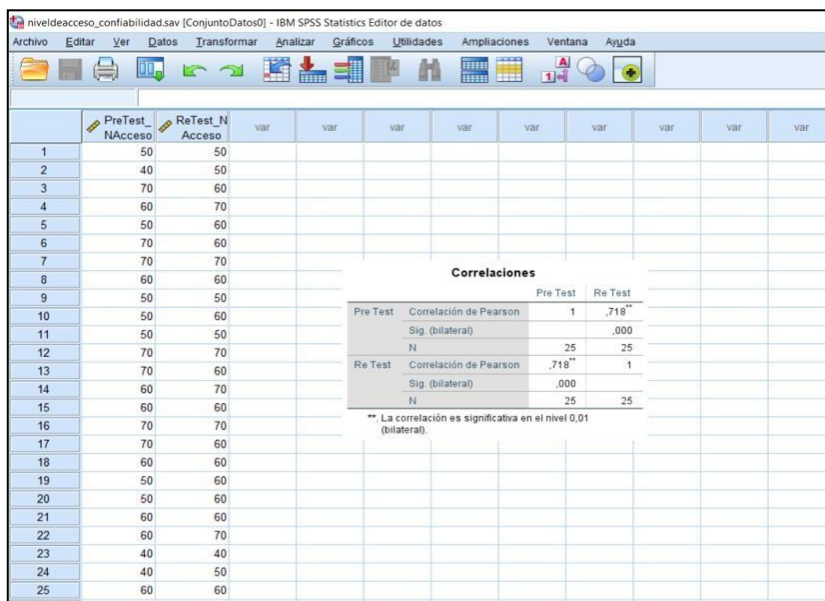 niveldeacceso_confiabilidad.sav [ConjuntoDatos0] - IBM SPSS Statistics Editor de datos
Archivo Editar Ver Datos Transformar Analizar Gráficos Utilidades Ampliaciones Ventana Ayuda
PreTest_NAcceso ReTest_NAcceso var var var var var var var var var
1 50 50
2 40 50
3 70 60
4 60 70
5 50 60
6 70 60
7 70 70
8 60 60
9 50 50
10 50 60
11 50 50
12 70 70
13 70 60
14 60 70
15 60 60
16 70 70
17 70 60
18 60 60
19 50 60
20 50 60
21 60 60
22 60 70
23 40 40
24 40 50
25 60 60
Correlaciones
Pre Test Re Test
Pre Test Correlación de Pearson 1 ,718**
Sig. (bilateral) ,000
N 25 25
Re Test Correlación de Pearson ,718** 1
Sig. (bilateral) ,000
N 25 25
**. La correlación es significativa en el nivel 0,01
(bilateral).